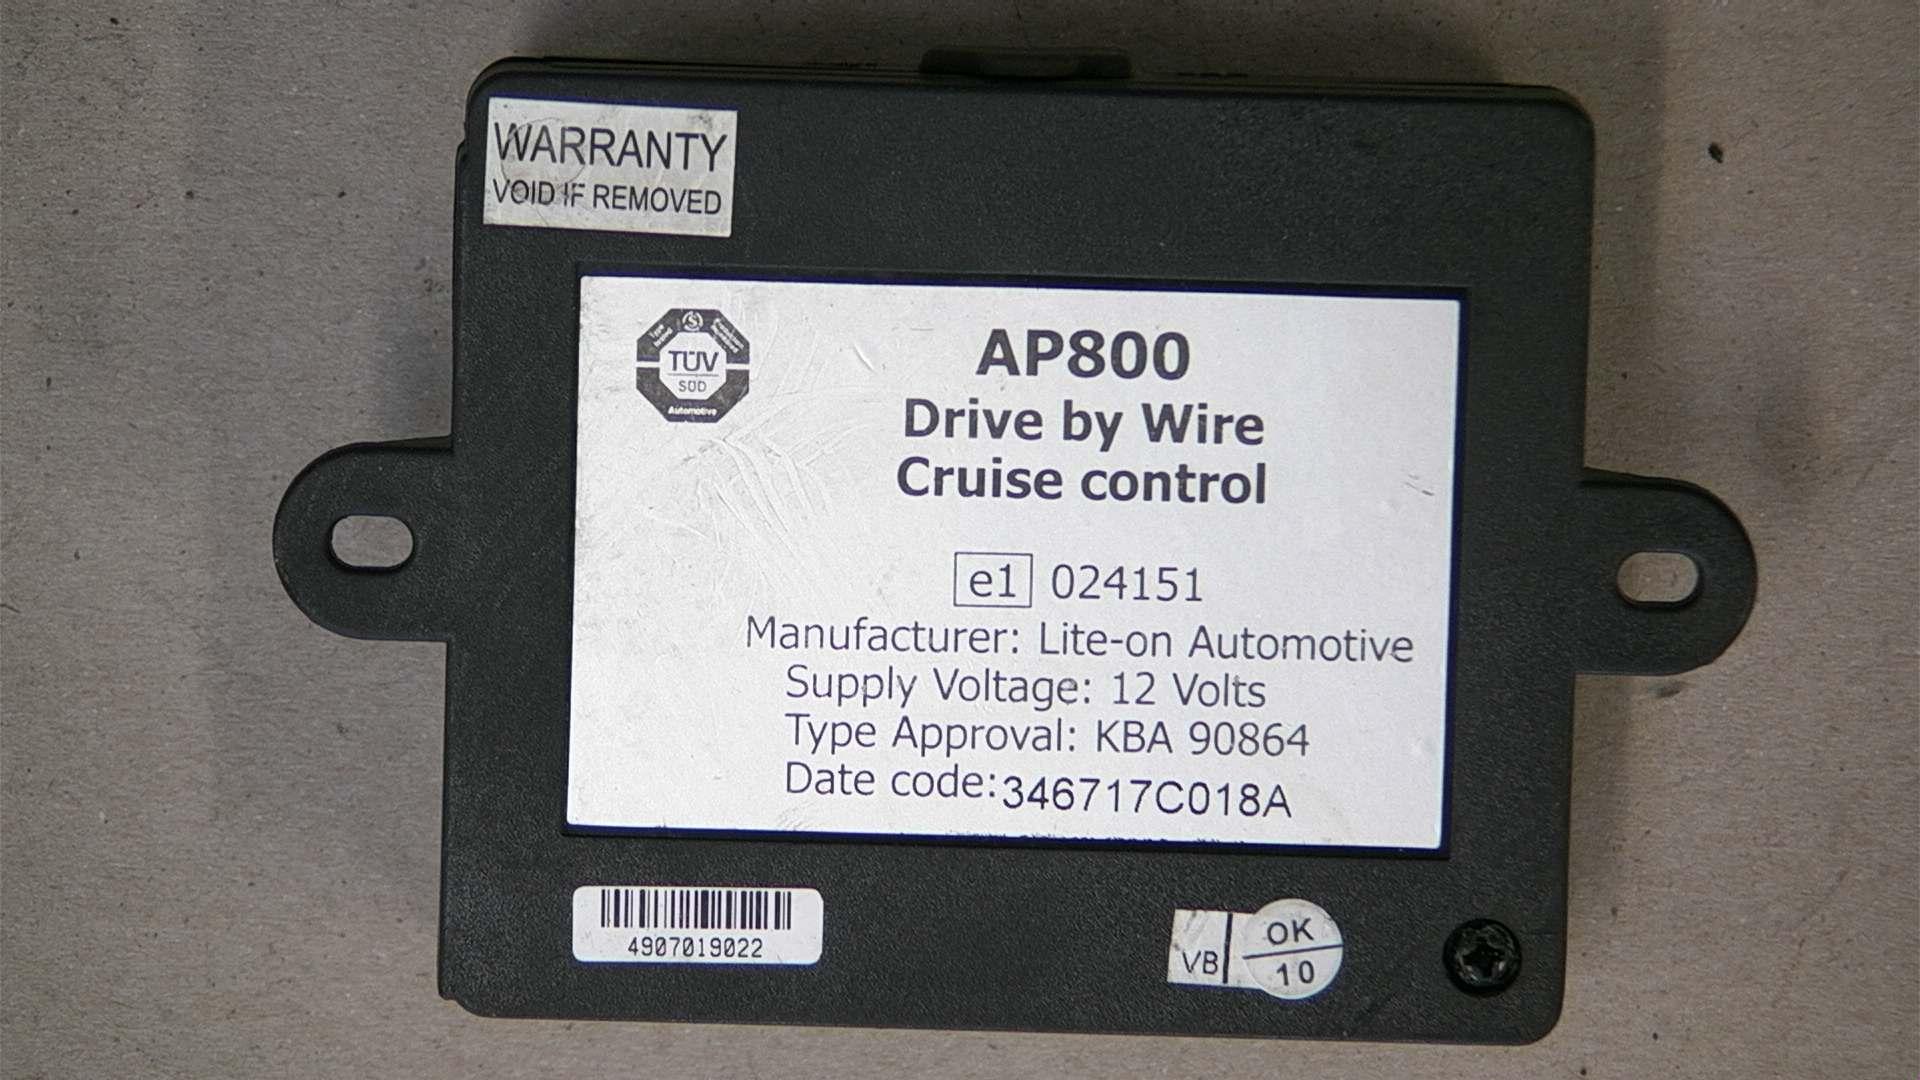 WARRANTY
VOID IF REMOVED
TÜV
SÜD
Automotive
AP800
Drive by Wire
Cruise control
e1 024151
Manufacturer: Lite-on Automotive
Supply Voltage: 12 Volts
Type Approval: KBA 90864
Date code:346717C018A
4907019022
VB
OK
10